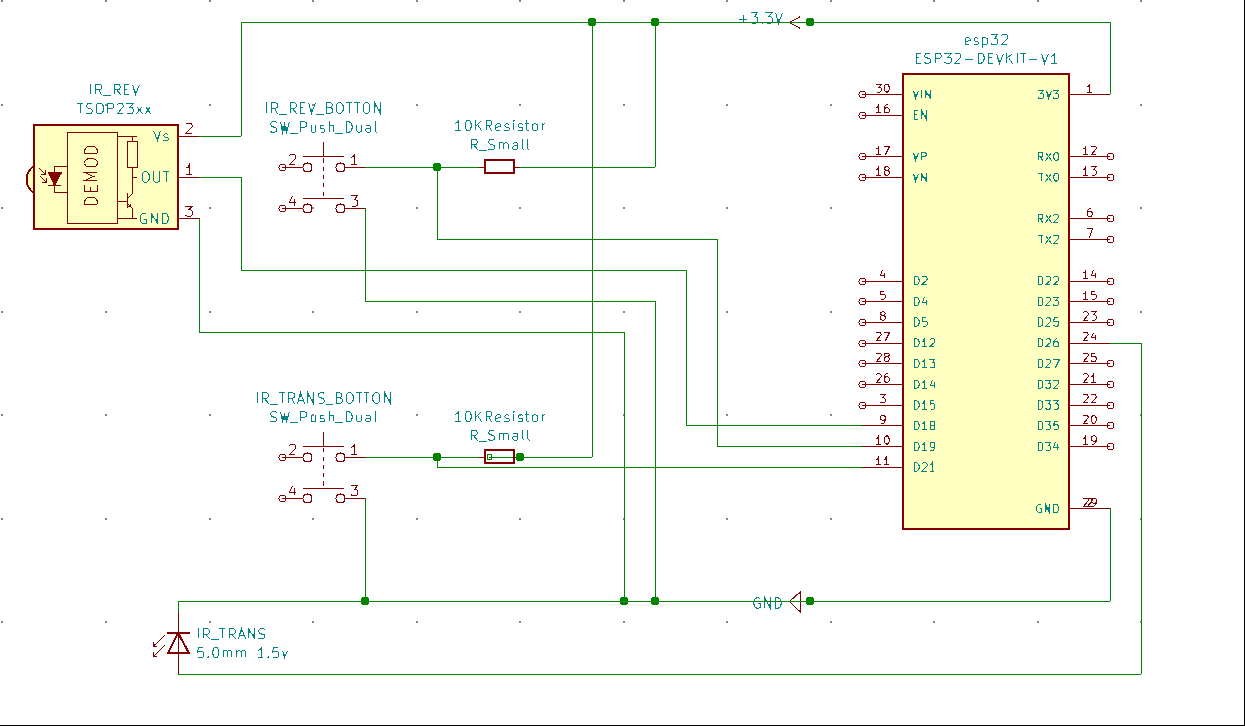 +3.3V
esp32
ESP32-DEVKIT-V1
IR_REV
TSOP23xx
Vs
2
DEMOD
OUT
1
GND
3
IR_REV_BOTTON
SW_Push_Dual
2
1
4
3
10KResistor
R_Small
30 VIN
16 EN
17 VP
18 VN
4 D2
5 D4
8 D5
27 D12
28 D13
26 D14
3 D15
9 D18
10 D19
11 D21
3V3 1
RX0 12
TX0 13
RX2 6
TX2 7
D22 14
D23 15
D25 23
D26 24
D27 25
D32 21
D33 22
D35 20
D34 19
GND
IR_TRANS_BOTTON
SW_Push_Dual
2
1
4
3
10KResistor
R_Small
GND
IR_TRANS
5.0mm 1.5v